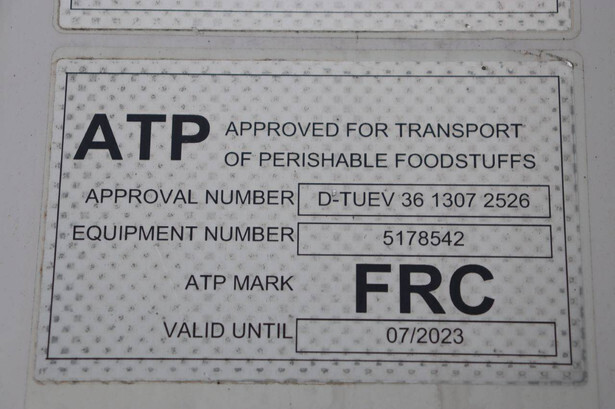 ATP APPROVED FOR TRANSPORT
OF PERISHABLE FOODSTUFFS
APPROVAL NUMBER D-TUEV 36 1307 2526
EQUIPMENT NUMBER 5178542
ATP MARK FRC
VALID UNTIL 07/2023